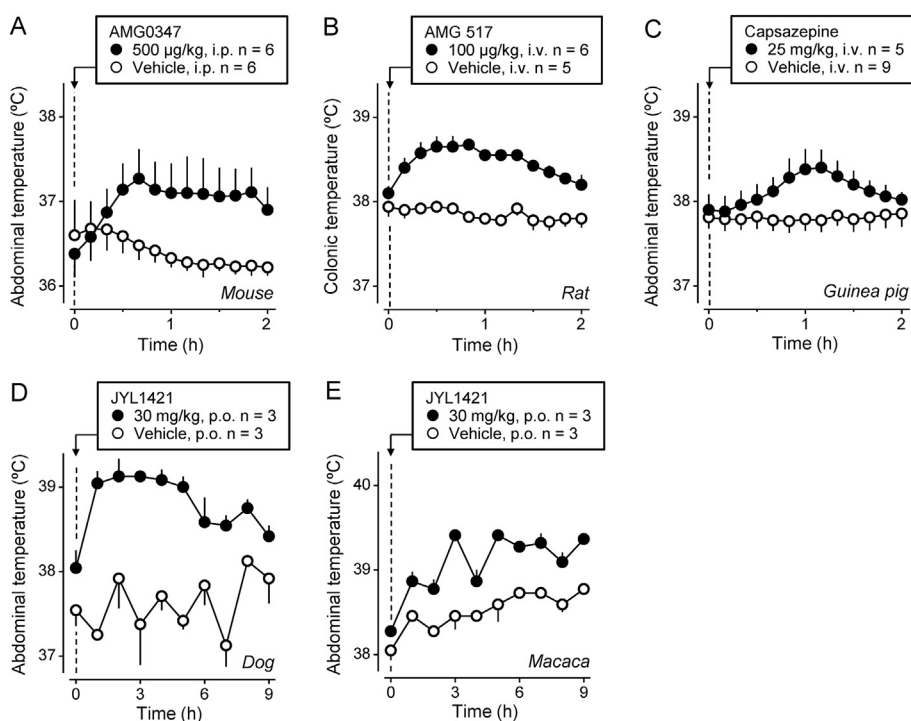 A
AMG0347
500 µg/kg, i.p. n = 6
Vehicle, i.p. n = 6
Abdominal temperature (ºC)
38
37
36
0
1
2
Mouse
Time (h)
B
AMG 517
100 µg/kg, i.v. n = 6
Vehicle, i.v. n = 5
Colonic temperature (ºC)
39
38
37
0
1
2
Rat
Time (h)
C
Capsazepine
25 mg/kg, i.v. n = 5
Vehicle, i.v. n = 9
Abdominal temperature (ºC)
39
38
37
0
1
2
Guinea pig
Time (h)
D
JYL1421
30 mg/kg, p.o. n = 3
Vehicle, p.o. n = 3
Abdominal temperature (ºC)
39
38
37
0
3
6
9
Dog
Time (h)
E
JYL1421
30 mg/kg, p.o. n = 3
Vehicle, p.o. n = 3
Abdominal temperature (ºC)
40
39
38
0
3
6
9
Macaca
Time (h)